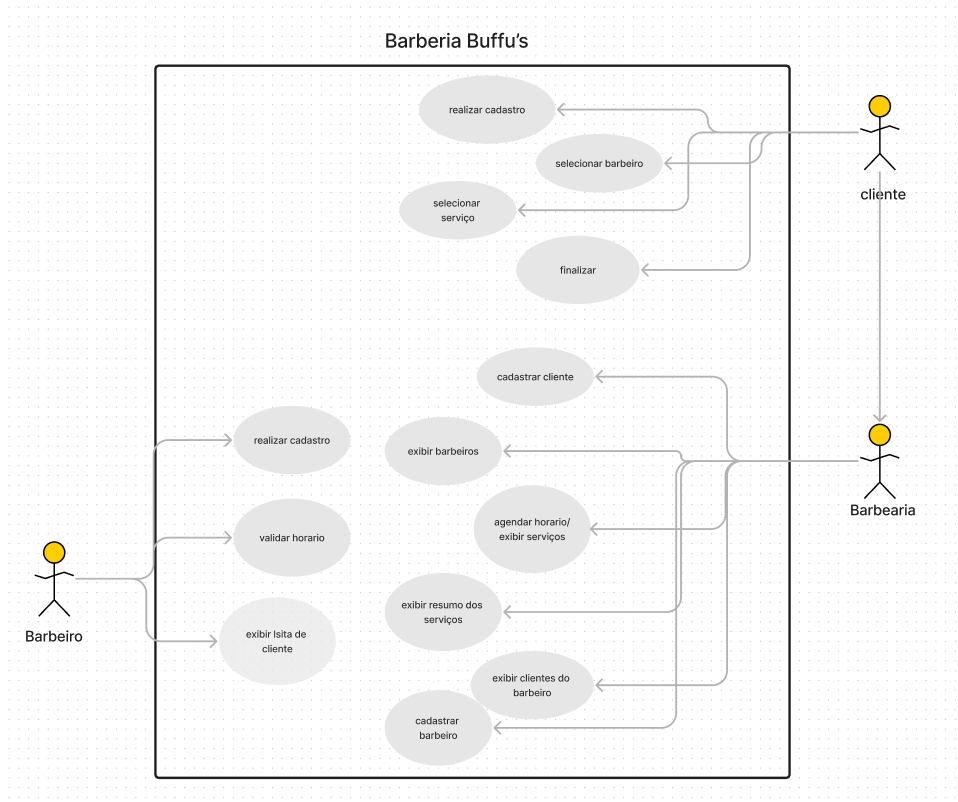 Barberia Buffu's
realizar cadastro
selecionar barbeiro
cliente
selecionar
serviço
finalizar
cadastrar cliente
realizar cadastro
exibir barbeiros
Barbearia
agendar horario/
exibir serviços
validar horario
exibir resumo dos
serviços
Barbeiro
exibir lsita de
cliente
exibir clientes do
barbeiro
cadastrar
barbeiro